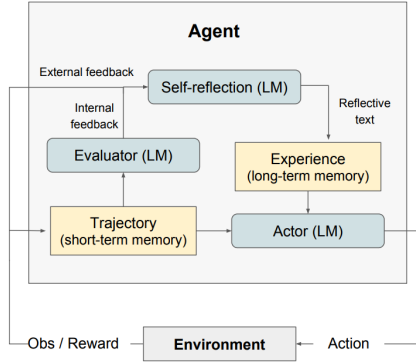 Agent
External feedback
Self-reflection (LM)
Internal
feedback
Reflective
text
Evaluator (LM)
Experience
(long-term memory)
Trajectory
(short-term memory)
Actor (LM)
Obs / Reward
Environment
Action